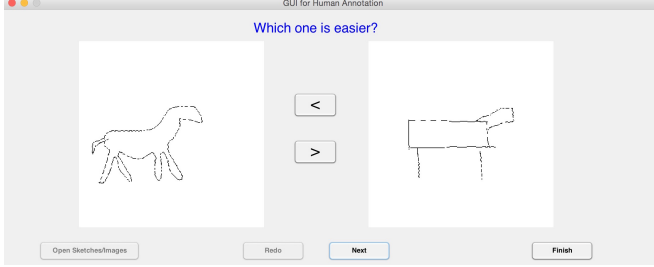 GUI for Human Annotation
Which one is easier?
<
>
Open Sketches/Images
Redo
Next
Finish